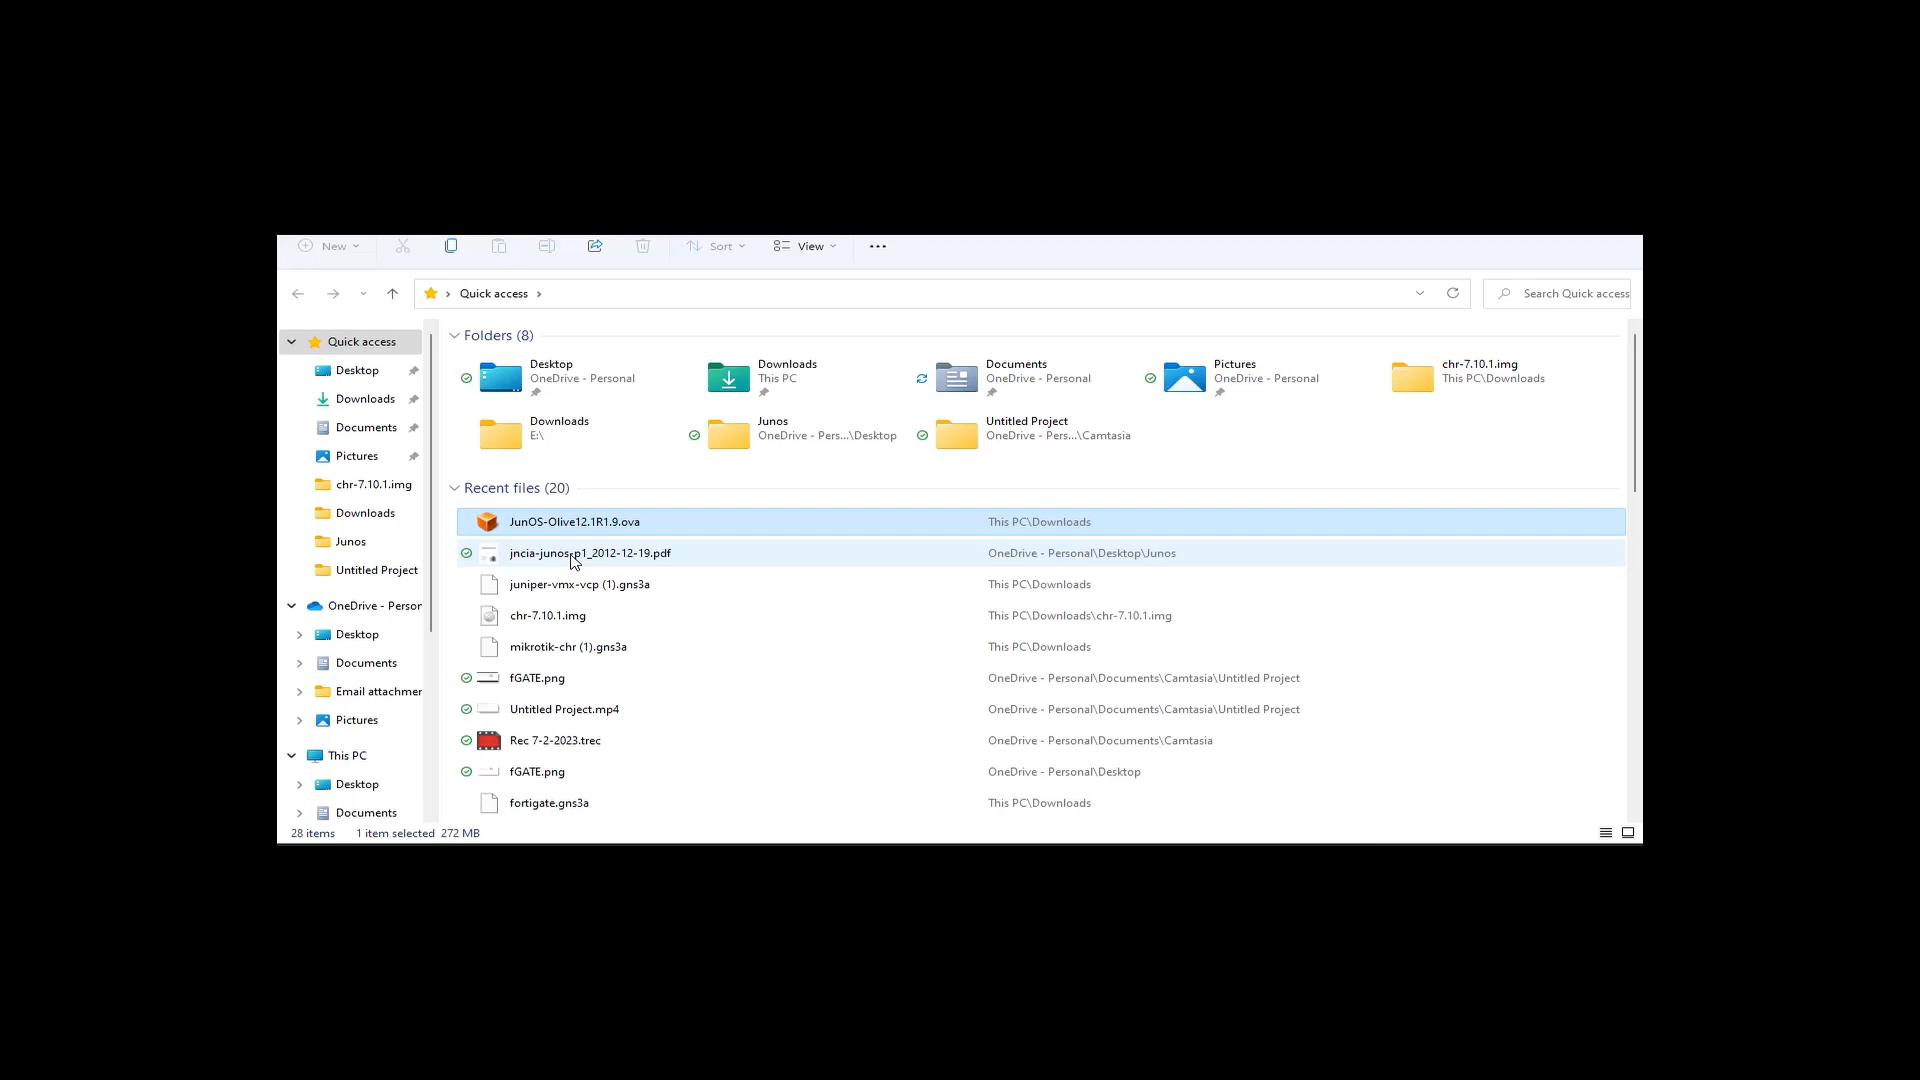 New Sort View
Quick access Search Quick access
Quick access
Desktop
Downloads
Documents
Pictures
chr-7.10.1.img
Downloads
Junos
Untitled Project
OneDrive - Person
Desktop
Documents
Email attachmen
Pictures
This PC
Desktop
Documents
Folders (8)
Desktop
OneDrive - Personal
Downloads
This PC
Documents
OneDrive - Personal
Pictures
OneDrive - Personal
chr-7.10.1.img
This PC\Downloads
Downloads
E:\
Junos
OneDrive - Pers...\Desktop
Untitled Project
OneDrive - Pers...\Camtasia
Recent files (20)
JunOS-Olive12.1R1.9.ova This PC\Downloads
jncia-junos-p1_2012-12-19.pdf OneDrive - Personal\Desktop\Junos
juniper-vmx-vcp (1).gns3a This PC\Downloads
chr-7.10.1.img This PC\Downloads\chr-7.10.1.img
mikrotik-chr (1).gns3a This PC\Downloads
fGATE.png OneDrive - Personal\Documents\Camtasia\Untitled Project
Untitled Project.mp4 OneDrive - Personal\Documents\Camtasia\Untitled Project
Rec 7-2-2023.trec OneDrive - Personal\Documents\Camtasia
fGATE.png OneDrive - Personal\Desktop
fortigate.gns3a This PC\Downloads
28 items 1 item selected 272 MB